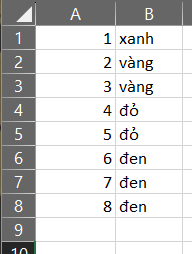 A B
1 1 xanh
2 2 vàng
3 3 vàng
4 4 đỏ
5 5 đỏ
6 6 đen
7 7 đen
8 8 đen
9
10